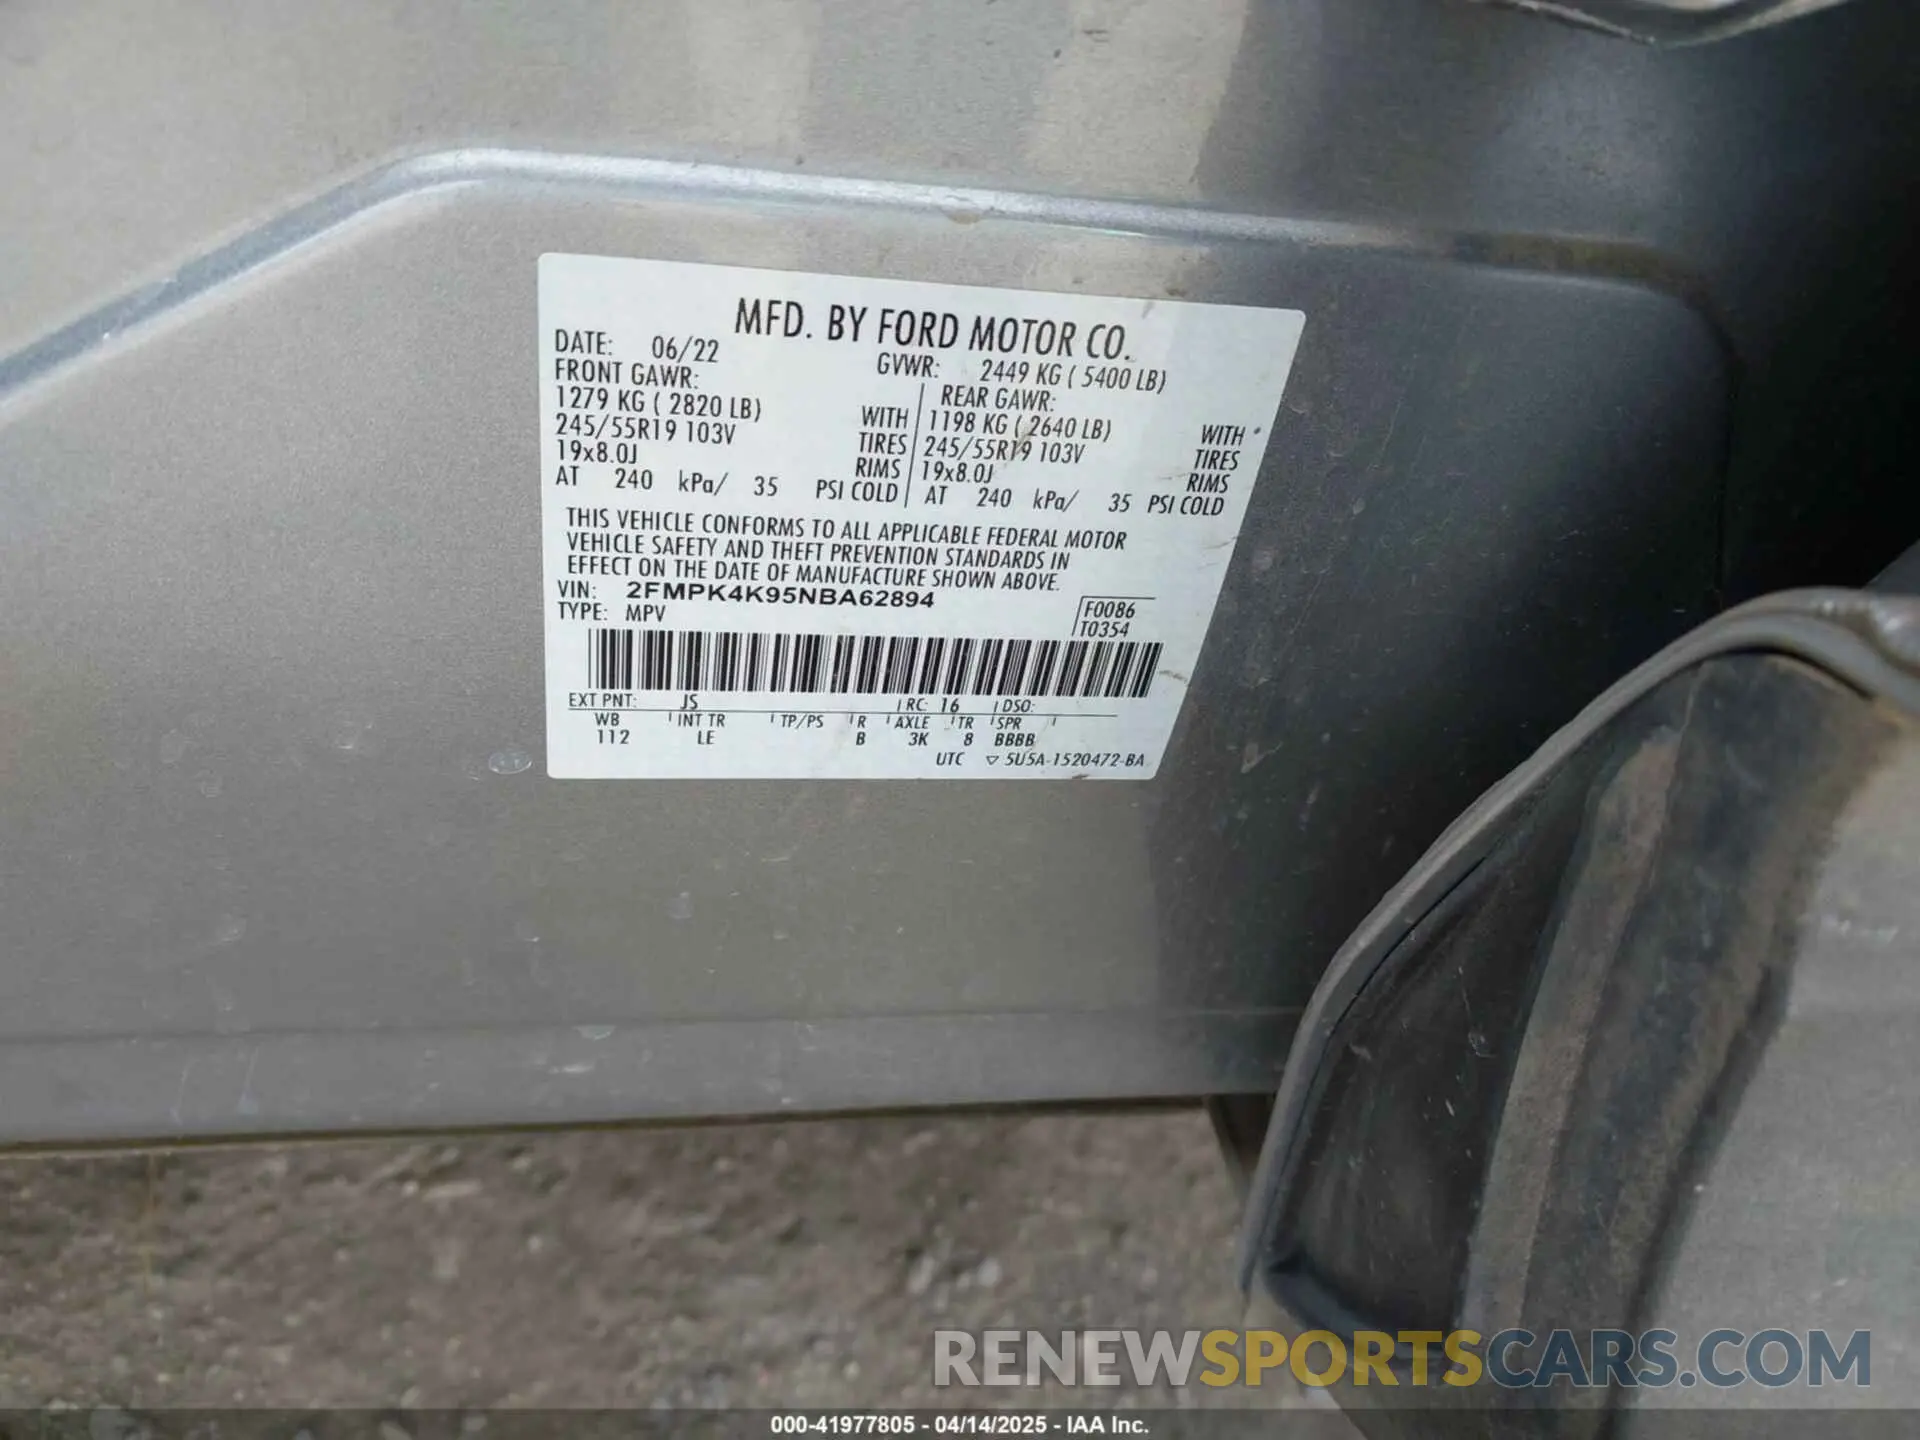 MFD. BY FORD MOTOR CO.
DATE: 06/22 GVWR: 2449 KG ( 5400 LB)
FRONT GAWR: REAR GAWR:
1279 KG ( 2820 LB) WITH 1198 KG ( 2640 LB) WITH
245/55R19 103V TIRES 245/55R19 103V TIRES
19x8.0J RIMS 19x8.0J RIMS
AT 240 kPa/ 35 PSI COLD AT 240 kPa/ 35 PSI COLD
THIS VEHICLE CONFORMS TO ALL APPLICABLE FEDERAL MOTOR
VEHICLE SAFETY AND THEFT PREVENTION STANDARDS IN
EFFECT ON THE DATE OF MANUFACTURE SHOWN ABOVE.
VIN: 2FMPK4K95NBA62894
TYPE: MPV
F0086
T0354
EXT PNT: JS RC: 16 DSO:
WB INT TR TP/PS R AXLE TR SPR
112 LE B 3K 8 BBBB
UTC ▽ 5U5A-1520472-BA
RENEWSPORTSCARS.COM
000-41977805 - 04/14/2025 - IAA Inc.